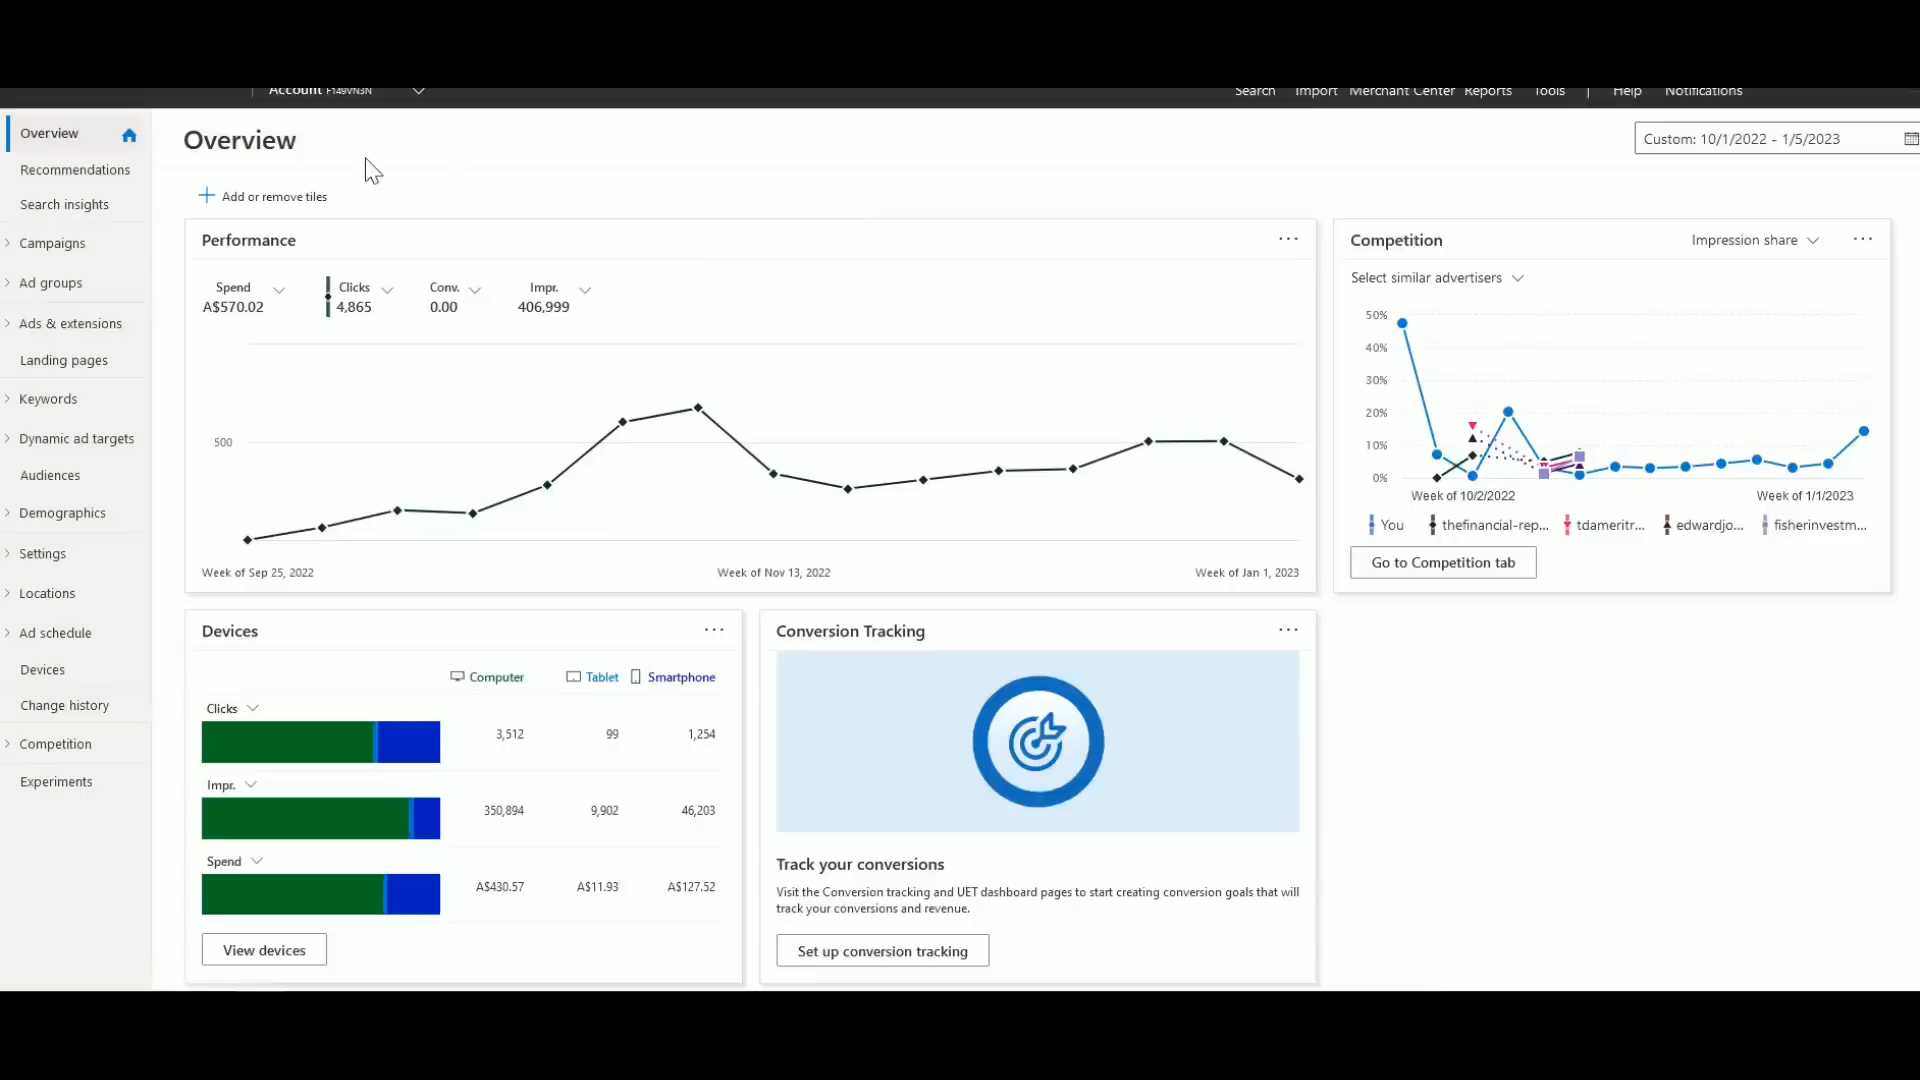 Account F149VN3N
Search Import Merchant Center Reports Tools | Help Notifications
Overview
Recommendations
Search insights
Campaigns
Ad groups
Ads & extensions
Landing pages
Keywords
Dynamic ad targets
Audiences
Demographics
Settings
Locations
Ad schedule
Devices
Change history
Competition
Experiments
Overview
Custom: 10/1/2022 - 1/5/2023
Add or remove tiles
Performance
Spend Clicks Conv. Impr.
A$570.02 4,865 0.00 406,999
500
Week of Sep 25, 2022 Week of Nov 13, 2022 Week of Jan 1, 2023
Competition Impression share
Select similar advertisers
50%
40%
30%
20%
10%
0%
Week of 10/2/2022 Week of 1/1/2023
You thefinancial-rep... tdameritr... edwardjo... fisherinvestm...
Go to Competition tab
Devices
Computer Tablet Smartphone
Clicks
3,512 99 1,254
Impr.
350,894 9,902 46,203
Spend
A$430.57 A$11.93 A$127.52
View devices
Conversion Tracking
Track your conversions
Visit the Conversion tracking and UET dashboard pages to start creating conversion goals that will
track your conversions and revenue.
Set up conversion tracking